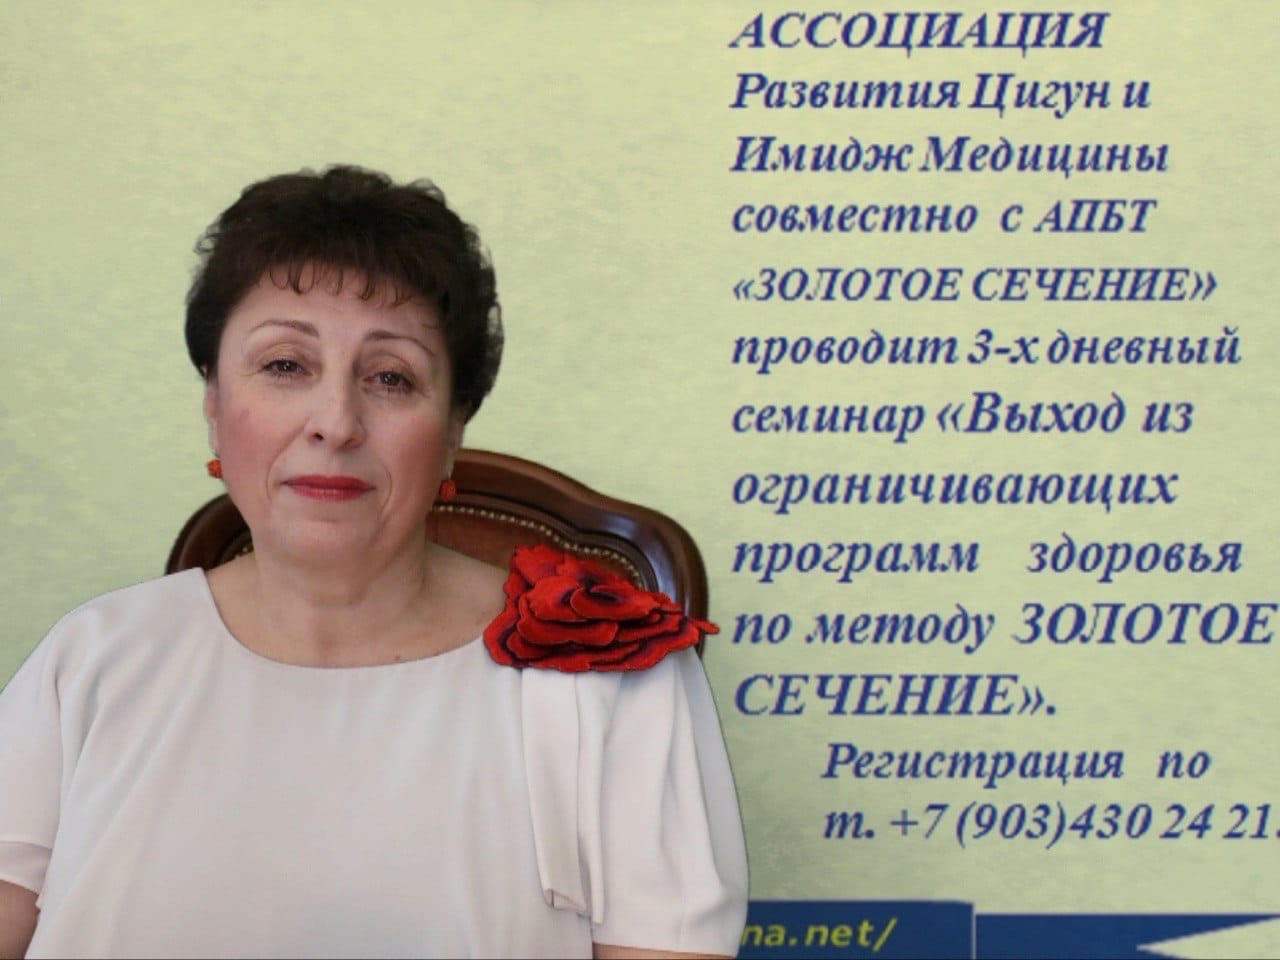 АССОЦИАЦИЯ
Развития Цигун и
Имидж Медицины
совместно с АПБТ
«ЗОЛОТОЕ СЕЧЕНИЕ»
проводит 3-х дневный
семинар «Выход из
ограничивающих
программ здоровья
по методу ЗОЛОТОЕ
СЕЧЕНИЕ».
Регистрация по
т. +7 (903)430 24 21.
na.net/